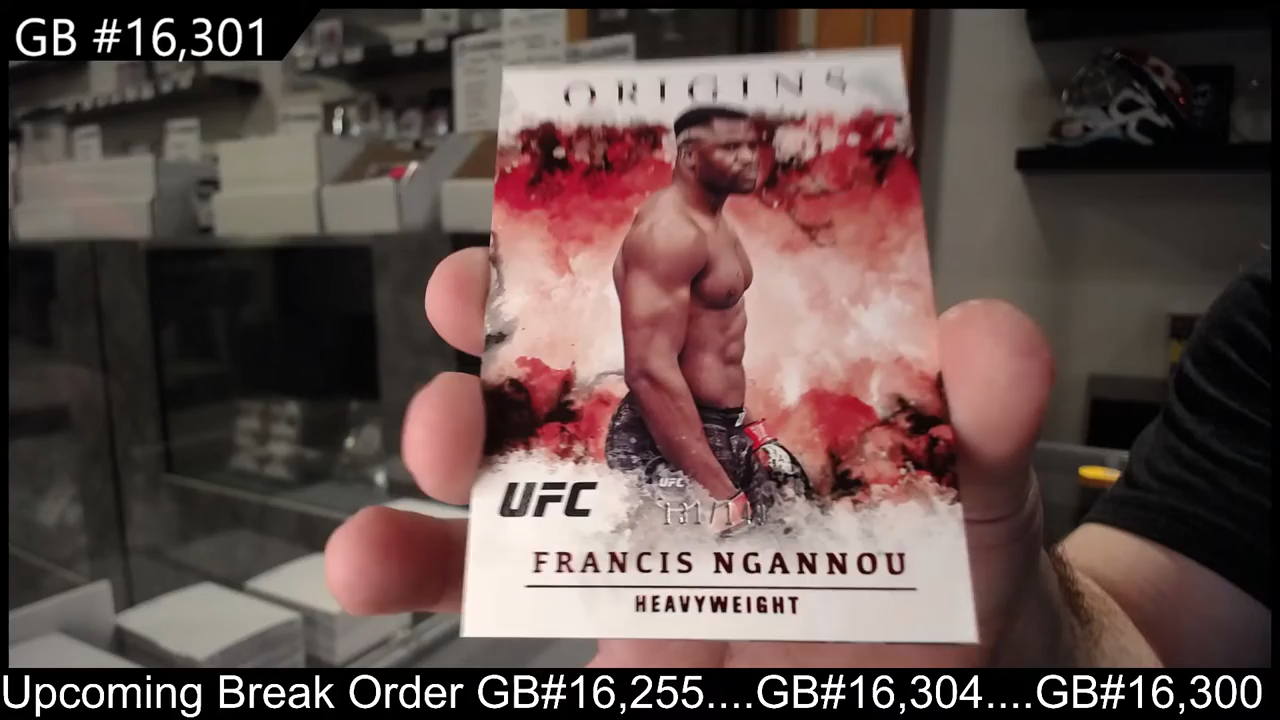 GB #16,301
ORIGINS
UFC
UFC
FRANCIS NGANNOU
HEAVYWEIGHT
Upcoming Break Order GB#16,255....GB#16,304....GB#16,300